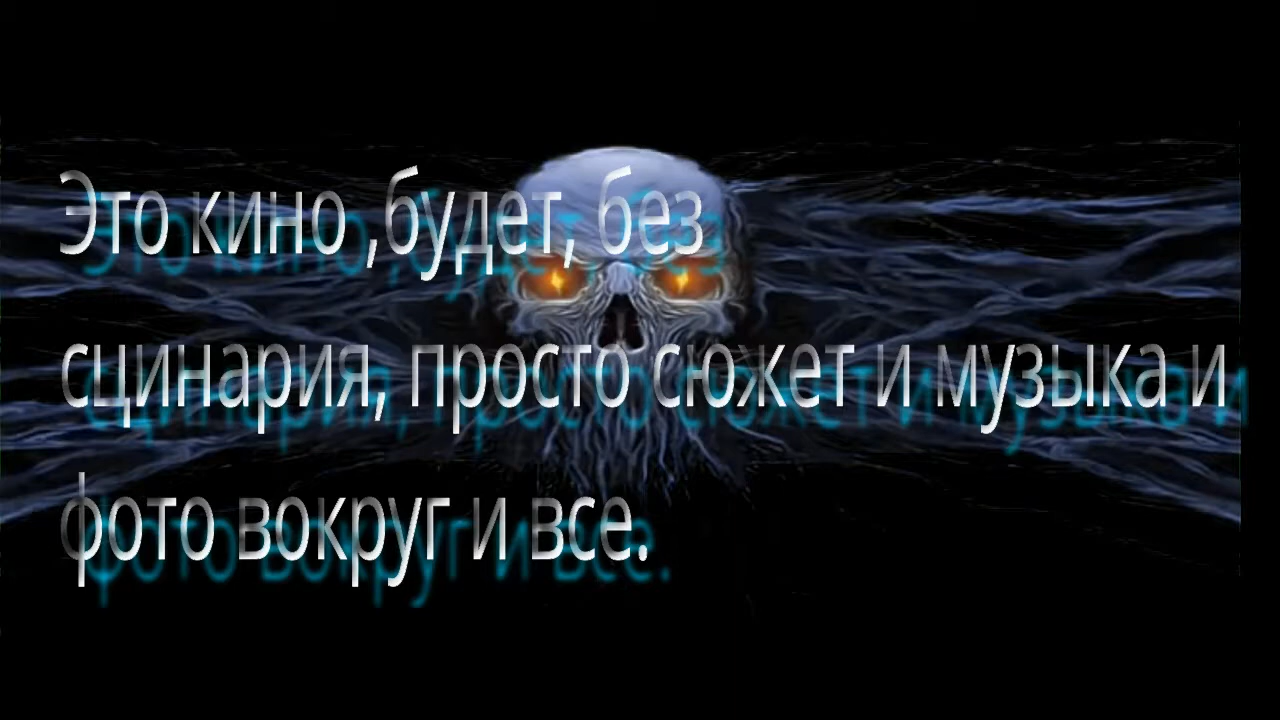 Это кино ,будет, без
сцинария, просто сюжет и музыка и
фото вокруг и все.